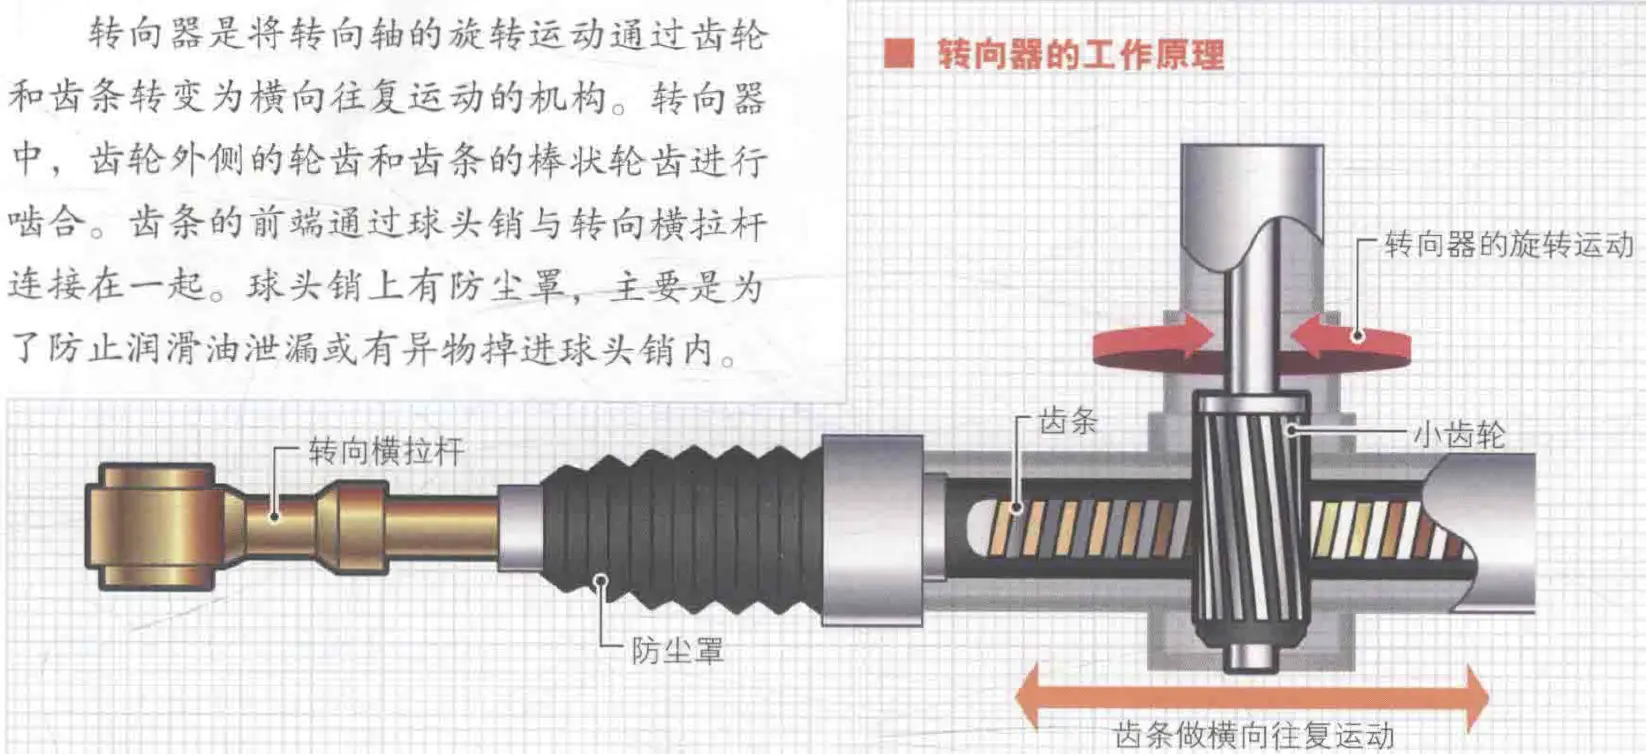 转向器是将转向轴的旋转运动通过齿轮
和齿条转变为横向往复运动的机构。转向器
中，齿轮外侧的轮齿和齿条的棒状轮齿进行
啮合。齿条的前端通过球头销与转向横拉杆
连接在一起。球头销上有防尘罩，主要是为
了防止润滑油泄漏或有异物掉进球头销内。
■ 转向器的工作原理
转向器的旋转运动
齿条
小齿轮
转向横拉杆
防尘罩
齿条做横向往复运动